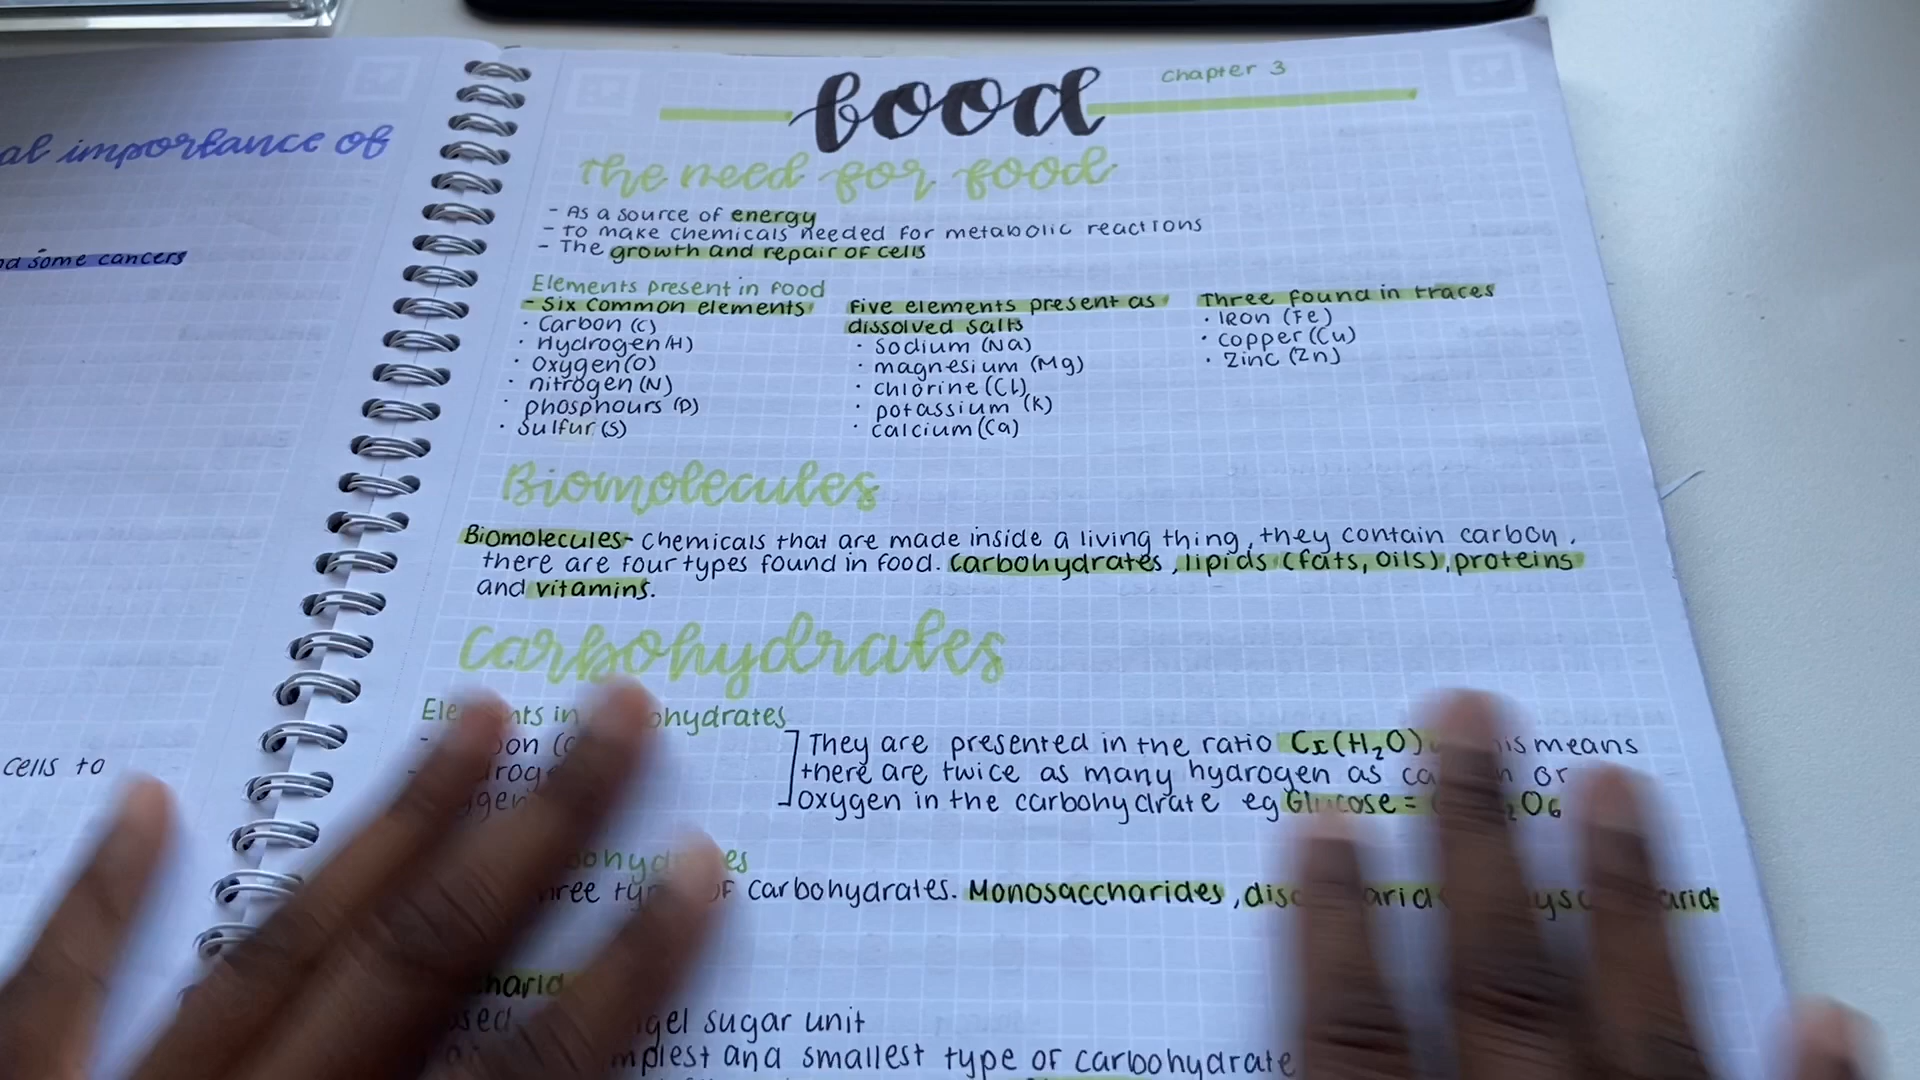 al importance of
some cancers
cells to
food
chapter 3
The need for food
- As a source of energy
- To make chemicals needed for metabolic reactions
- The growth and repair of cells
Elements present in food
- Six common elements
· Carbon (C)
· Hydrogen (H)
· Oxygen (O)
· nitrogen (N)
· phosphours (P)
· Sulfur (S)
Five elements present as
dissolved salts
· Sodium (Na)
· magnesium (Mg)
· chlorine (Cl)
· potassium (K)
· calcium (Ca)
Three found in traces
· Iron (Fe)
· copper (Cu)
· Zinc (Zn)
Biomolecules
Biomolecules- chemicals that are made inside a living thing, they contain carbon.
there are four types found in food. Carbohydrates, lipids (fats, oils), proteins
and vitamins.
Carbohydrates
in
They are presented in the ratio Cx(H₂O) means
there are twice as many hydrogen as or
oxygen in the carbohydrate eg Glucose =
of carbohydrates. Monosaccharides,
sugar unit
and smallest type of carbohydrate